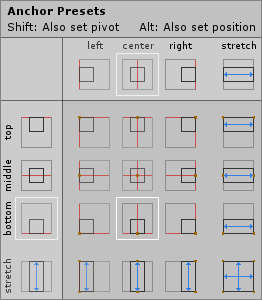 Anchor Presets
Shift: Also set pivot Alt: Also set position
left center right stretch
top
middle
bottom
stretch